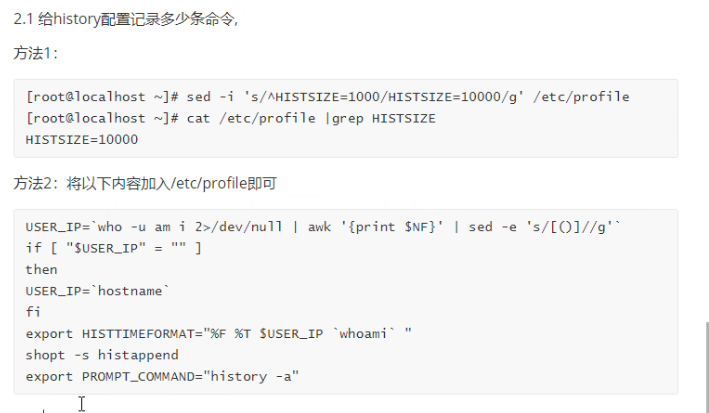 2.1 给history配置记录多少条命令,
方法1：
[root@localhost ~]# sed -i 's/^HISTSIZE=1000/HISTSIZE=10000/g' /etc/profile
[root@localhost ~]# cat /etc/profile |grep HISTSIZE
HISTSIZE=10000
方法2：将以下内容加入/etc/profile即可
USER_IP=`who -u am i 2>/dev/null | awk '{print $NF}' | sed -e 's/[()]//g'`
if [ "$USER_IP" = "" ]
then
USER_IP=`hostname`
fi
export HISTTIMEFORMAT="%F %T $USER_IP `whoami` "
shopt -s histappend
export PROMPT_COMMAND="history -a"